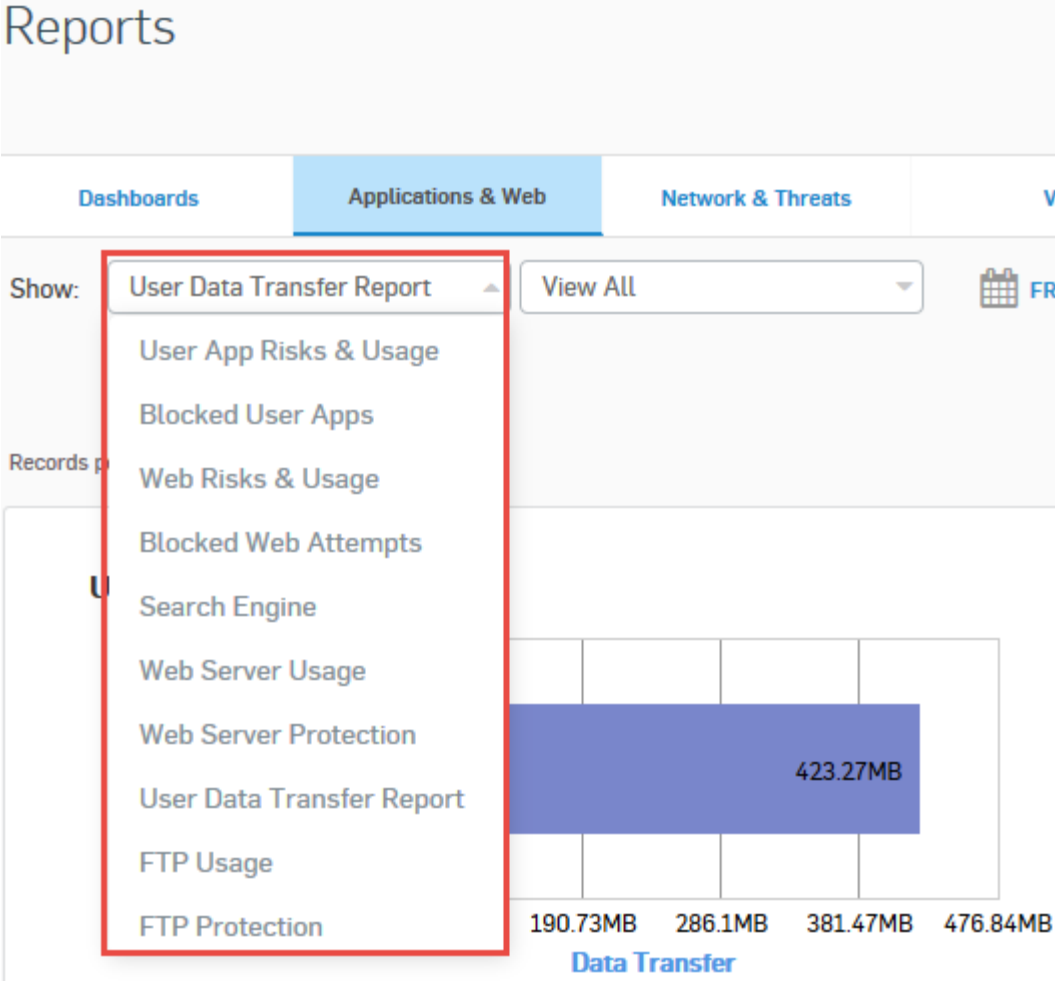 Reports
Dashboards Applications & Web Network & Threats
Show: User Data Transfer Report View All FR
User App Risks & Usage
Blocked User Apps
Records
Web Risks & Usage
Blocked Web Attempts
U
Search Engine
Web Server Usage
Web Server Protection
423.27MB
User Data Transfer Report
FTP Usage
FTP Protection
190.73MB 286.1MB 381.47MB 476.84MB
Data Transfer